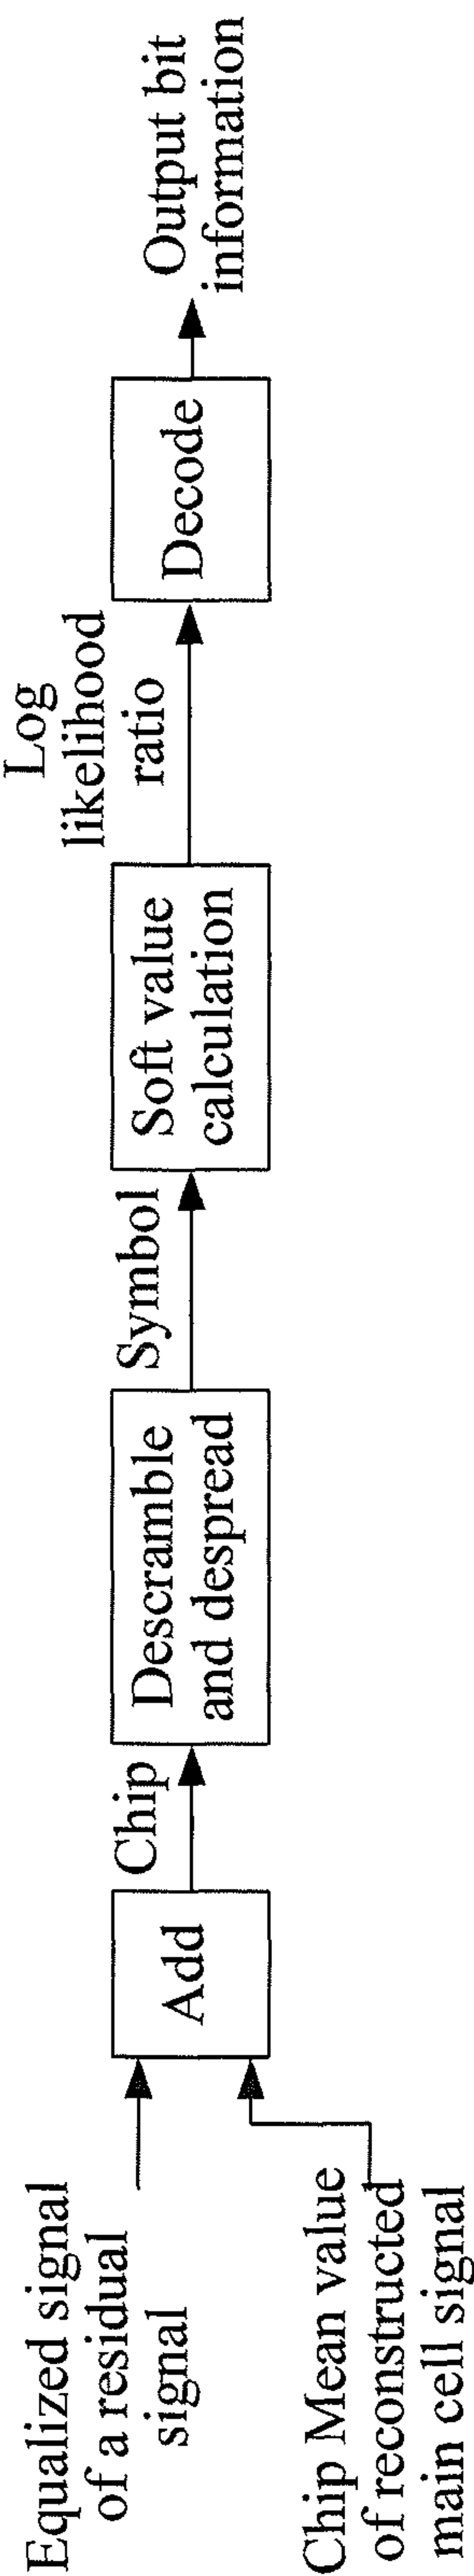 Equalized signal
of a residual
signal
Chip Mean value
of reconstructed
main cell signal
Add
Chip
Descramble
and despread
Symbol
Soft value
calculation
Log
likelihood
ratio
Decode
Output bit
information